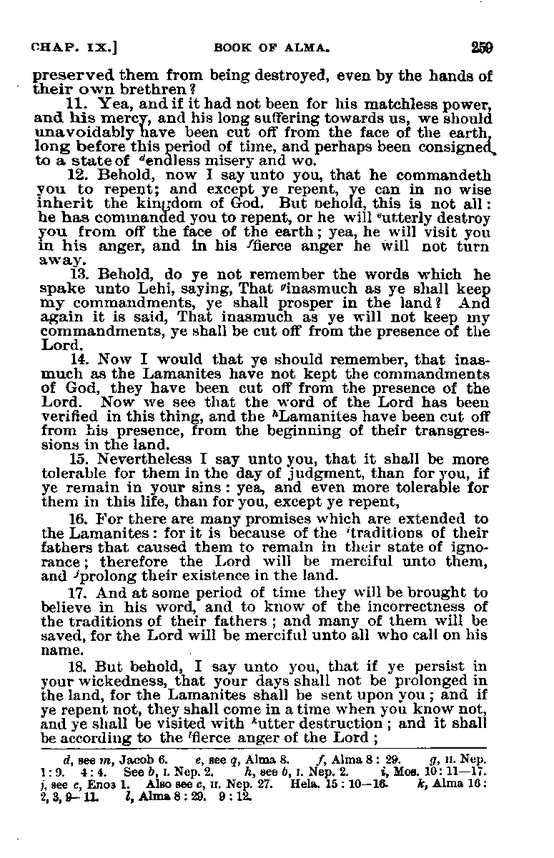 CHAP. IX.] BOOK OF ALMA. 259
preserved them from being destroyed, even by the hands of
their own brethren?
11. Yea, and if it had not been for his matchless power,
and his mercy, and his long suffering towards us, we should
unavoidably have been cut off from the face of the earth,
long before this period of time, and perhaps been consigned
to a state of ᵈendless misery and wo.
12. Behold, now I say unto you, that he commandeth
you to repent; and except ye repent, ye can in no wise
inherit the kingdom of God. But behold, this is not all:
he has commanded you to repent, or he will ᵉutterly destroy
you from off the face of the earth; yea, he will visit you
in his anger, and in his ᶠfierce anger he will not turn
away.
13. Behold, do ye not remember the words which he
spake unto Lehi, saying, That ᵍinasmuch as ye shall keep
my commandments, ye shall prosper in the land? And
again it is said, That inasmuch as ye will not keep my
commandments, ye shall be cut off from the presence of the
Lord.
14. Now I would that ye should remember, that inas-
much as the Lamanites have not kept the commandments
of God, they have been cut off from the presence of the
Lord. Now we see that the word of the Lord has been
verified in this thing, and the ʰLamanites have been cut off
from his presence, from the beginning of their transgres-
sions in the land.
15. Nevertheless I say unto you, that it shall be more
tolerable for them in the day of judgment, than for you, if
ye remain in your sins: yea, and even more tolerable for
them in this life, than for you, except ye repent,
16. For there are many promises which are extended to
the Lamanites: for it is because of the ⁱtraditions of their
fathers that caused them to remain in their state of igno-
rance; therefore the Lord will be merciful unto them,
and ʲprolong their existence in the land.
17. And at some period of time they will be brought to
believe in his word, and to know of the incorrectness of
the traditions of their fathers; and many of them will be
saved, for the Lord will be merciful unto all who call on his
name.
18. But behold, I say unto you, that if ye persist in
your wickedness, that your days shall not be prolonged in
the land, for the Lamanites shall be sent upon you; and if
ye repent not, they shall come in a time when you know not,
and ye shall be visited with ᵏutter destruction; and it shall
be according to the ˡfierce anger of the Lord;
d, see m, Jacob 6. e, see q, Alma 8. f, Alma 8: 29. g, II. Nep.
1: 9. 4: 4. See b, I. Nep. 2. h, see b, I. Nep. 2. i, Mos. 10: 11—17.
j, see c, Enos 1. Also see c, II. Nep. 27. Hela. 15: 10—16. k, Alma 16:
2, 3, 9—11. l, Alma 8: 29. 9: 12.